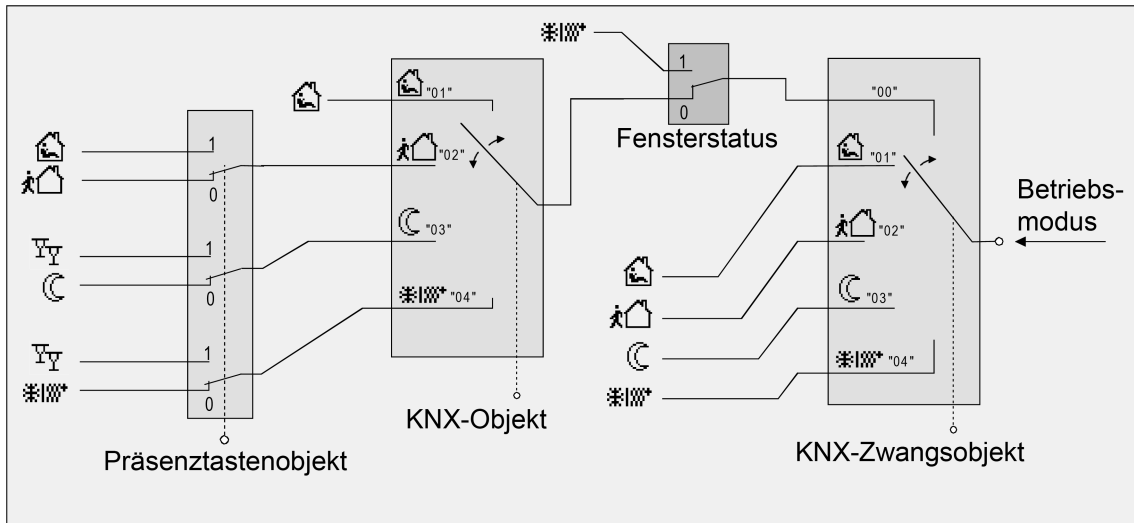 1
0
1
0
1
0
Präsenztastenobjekt
"01"
"02"
"03"
"04"
KNX-Objekt
1
0
Fensterstatus
"00"
"01"
"02"
"03"
"04"
KNX-Zwangsobjekt
Betriebs-
modus